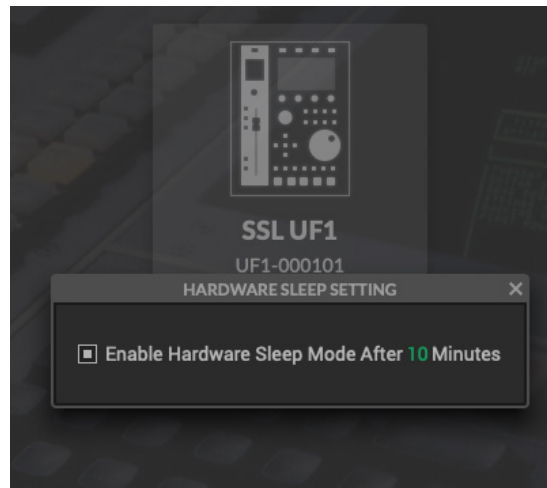 SSL UF1
UF1-000101
HARDWARE SLEEP SETTING
Enable Hardware Sleep Mode After 10 Minutes